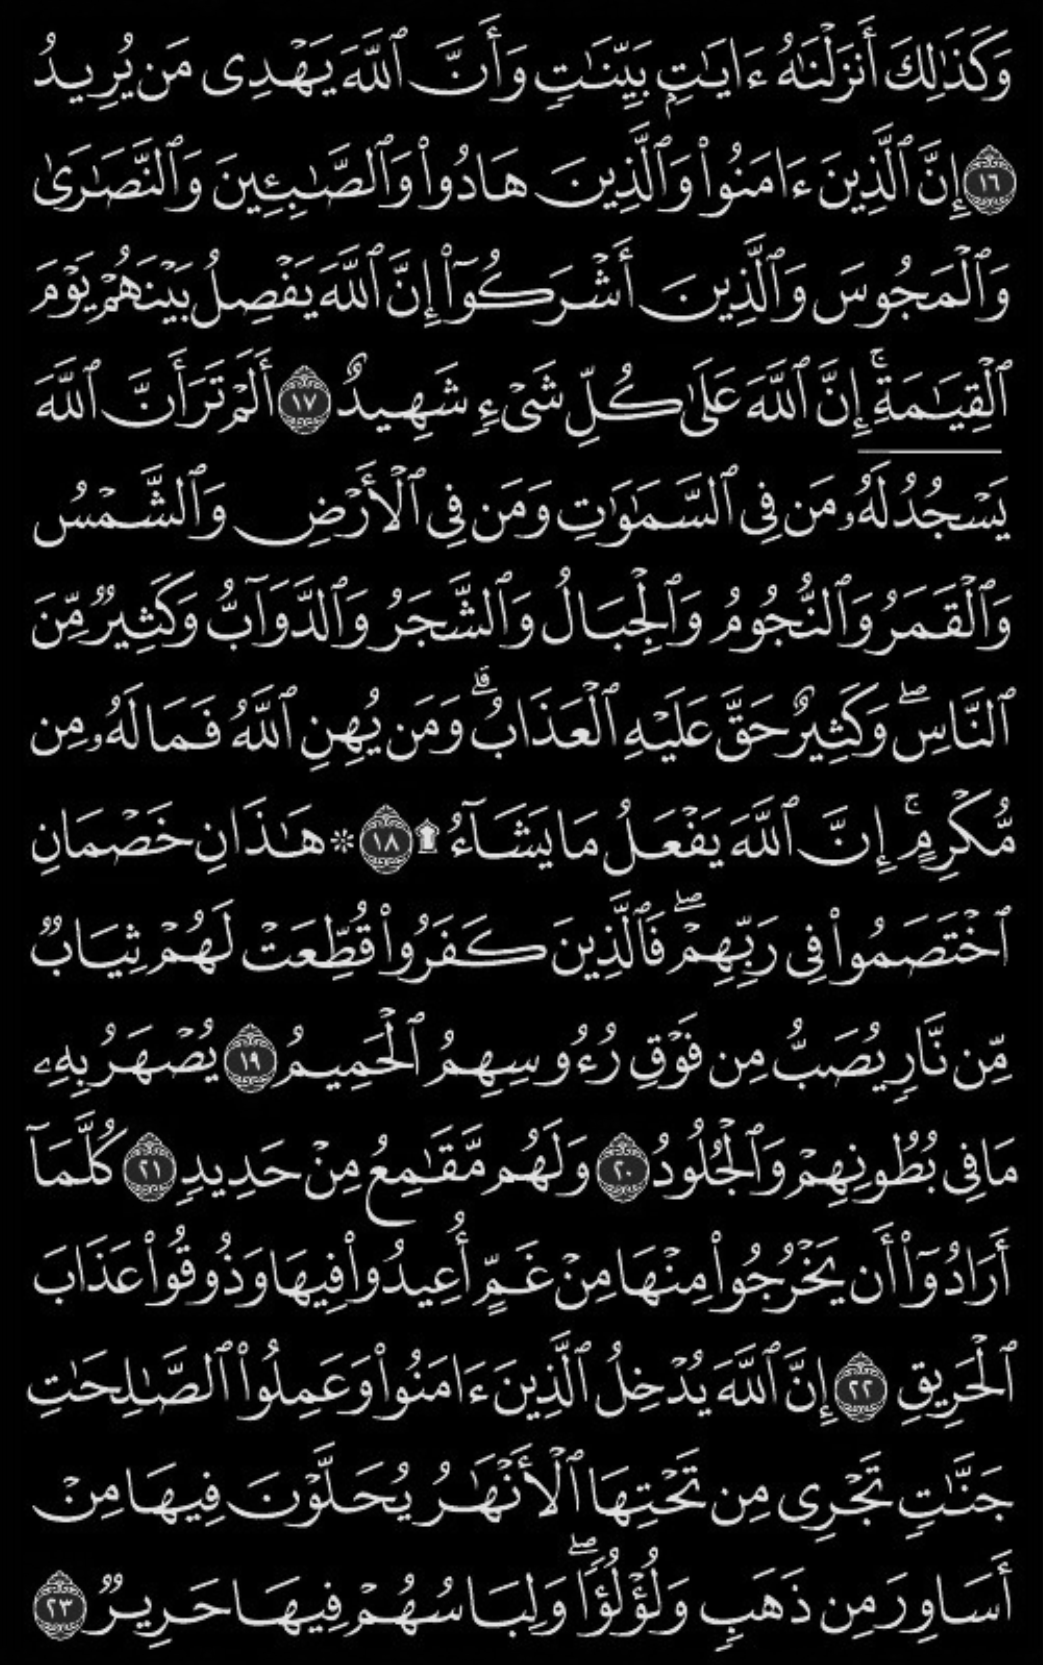 وَكَذَٰلِكَ أَنزَلْنَٰهُ ءَايَٰتٍۭ بَيِّنَٰتٍ وَأَنَّ ٱللَّهَ يَهْدِى مَن يُرِيدُ
١٦ إِنَّ ٱلَّذِينَ ءَامَنُوا۟ وَٱلَّذِينَ هَادُوا۟ وَٱلصَّٰبِـِٔينَ وَٱلنَّصَٰرَىٰ
وَٱلْمَجُوسَ وَٱلَّذِينَ أَشْرَكُوٓا۟ إِنَّ ٱللَّهَ يَفْصِلُ بَيْنَهُمْ يَوْمَ
ٱلْقِيَٰمَةِ ۚ إِنَّ ٱللَّهَ عَلَىٰ كُلِّ شَىْءٍ شَهِيدٌ ١٧ أَلَمْ تَرَ أَنَّ ٱللَّهَ
يَسْجُدُ لَهُۥ مَن فِى ٱلسَّمَٰوَٰتِ وَمَن فِى ٱلْأَرْضِ وَٱلشَّمْسُ
وَٱلْقَمَرُ وَٱلنُّجُومُ وَٱلْجِبَالُ وَٱلشَّجَرُ وَٱلدَّوَآبُّ وَكَثِيرٌ مِّنَ
ٱلنَّاسِ ۖ وَكَثِيرٌ حَقَّ عَلَيْهِ ٱلْعَذَابُ ۗ وَمَن يُهِنِ ٱللَّهُ فَمَا لَهُۥ مِن
مُّكْرِمٍ ۚ إِنَّ ٱللَّهَ يَفْعَلُ مَا يَشَآءُ ۩ ١٨ ۞ هَٰذَانِ خَصْمَانِ
ٱخْتَصَمُوا۟ فِى رَبِّهِمْ ۖ فَٱلَّذِينَ كَفَرُوا۟ قُطِّعَتْ لَهُمْ ثِيَابٌ
مِّن نَّارٍ يُصَبُّ مِن فَوْقِ رُءُوسِهِمُ ٱلْحَمِيمُ ١٩ يُصْهَرُ بِهِۦ
مَا فِى بُطُونِهِمْ وَٱلْجُلُودُ ٢٠ وَلَهُم مَّقَٰمِعُ مِنْ حَدِيدٍ ٢١ كُلَّمَآ
أَرَادُوٓا۟ أَن يَخْرُجُوا۟ مِنْهَا مِنْ غَمٍّ أُعِيدُوا۟ فِيهَا وَذُوقُوا۟ عَذَابَ
ٱلْحَرِيقِ ٢٢ إِنَّ ٱللَّهَ يُدْخِلُ ٱلَّذِينَ ءَامَنُوا۟ وَعَمِلُوا۟ ٱلصَّٰلِحَٰتِ
جَنَّٰتٍ تَجْرِى مِن تَحْتِهَا ٱلْأَنْهَٰرُ يُحَلَّوْنَ فِيهَا مِنْ
أَسَاوِرَ مِن ذَهَبٍ وَلُؤْلُؤًا ۖ وَلِبَاسُهُمْ فِيهَا حَرِيرٌ ٢٣